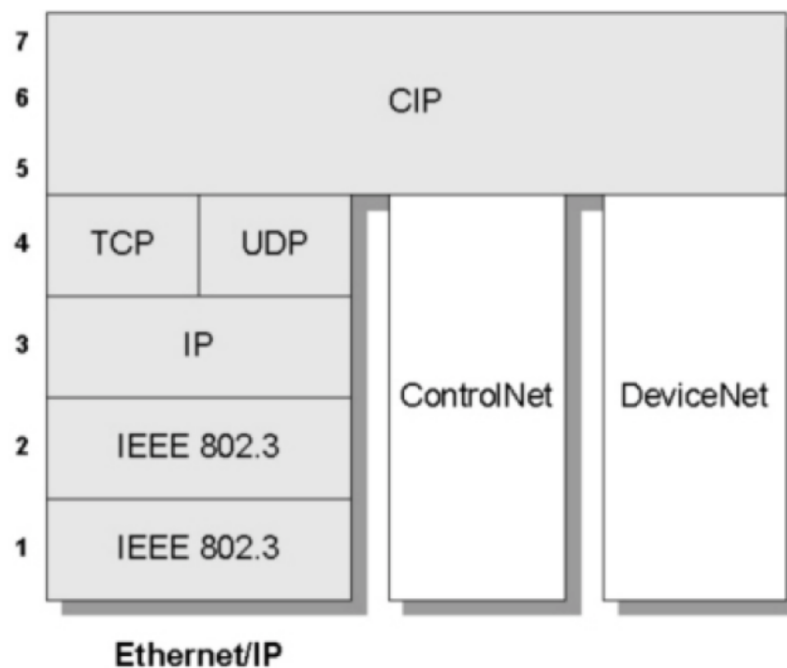 7
6
CIP
5
4
TCP
UDP
3
IP
ControlNet
DeviceNet
2
IEEE 802.3
1
IEEE 802.3
Ethernet/IP